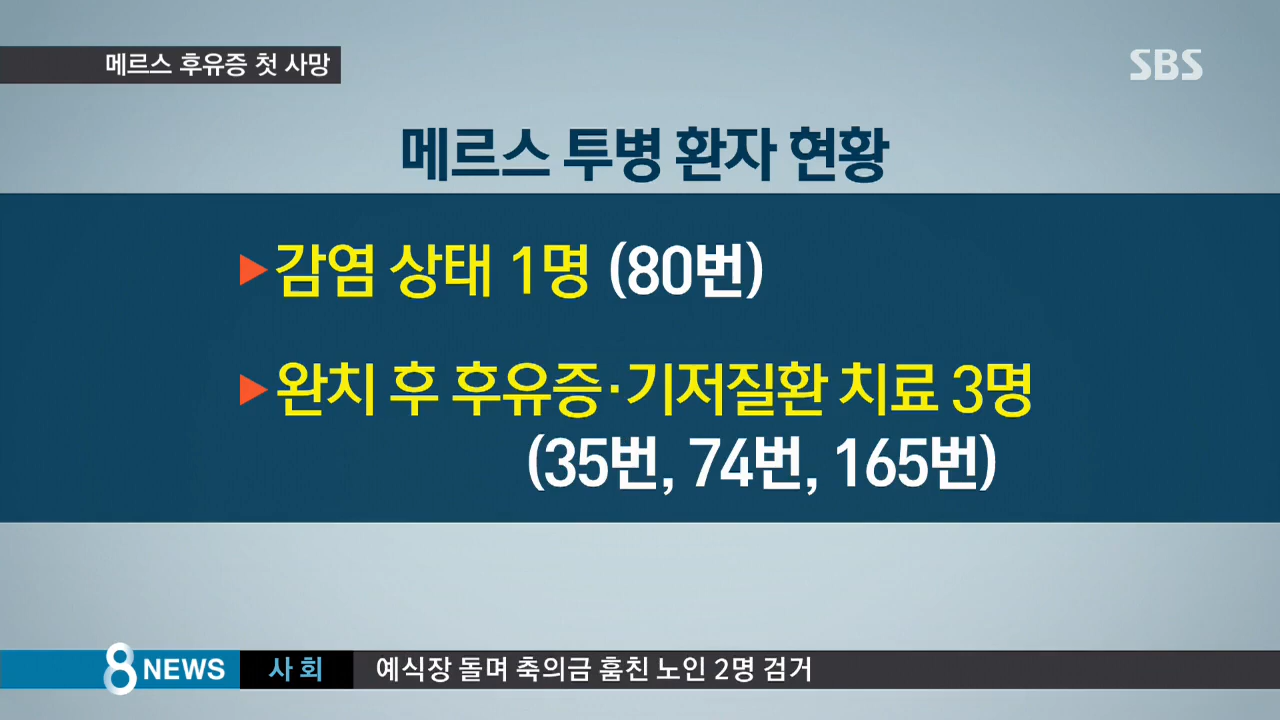 메르스 후유증 첫 사망
SBS
메르스 투병 환자 현황
▶감염 상태 1명 (80번)
▶완치 후 후유증·기저질환 치료 3명
(35번, 74번, 165번)
8 NEWS 사회 예식장 돌며 축의금 훔친 노인 2명 검거